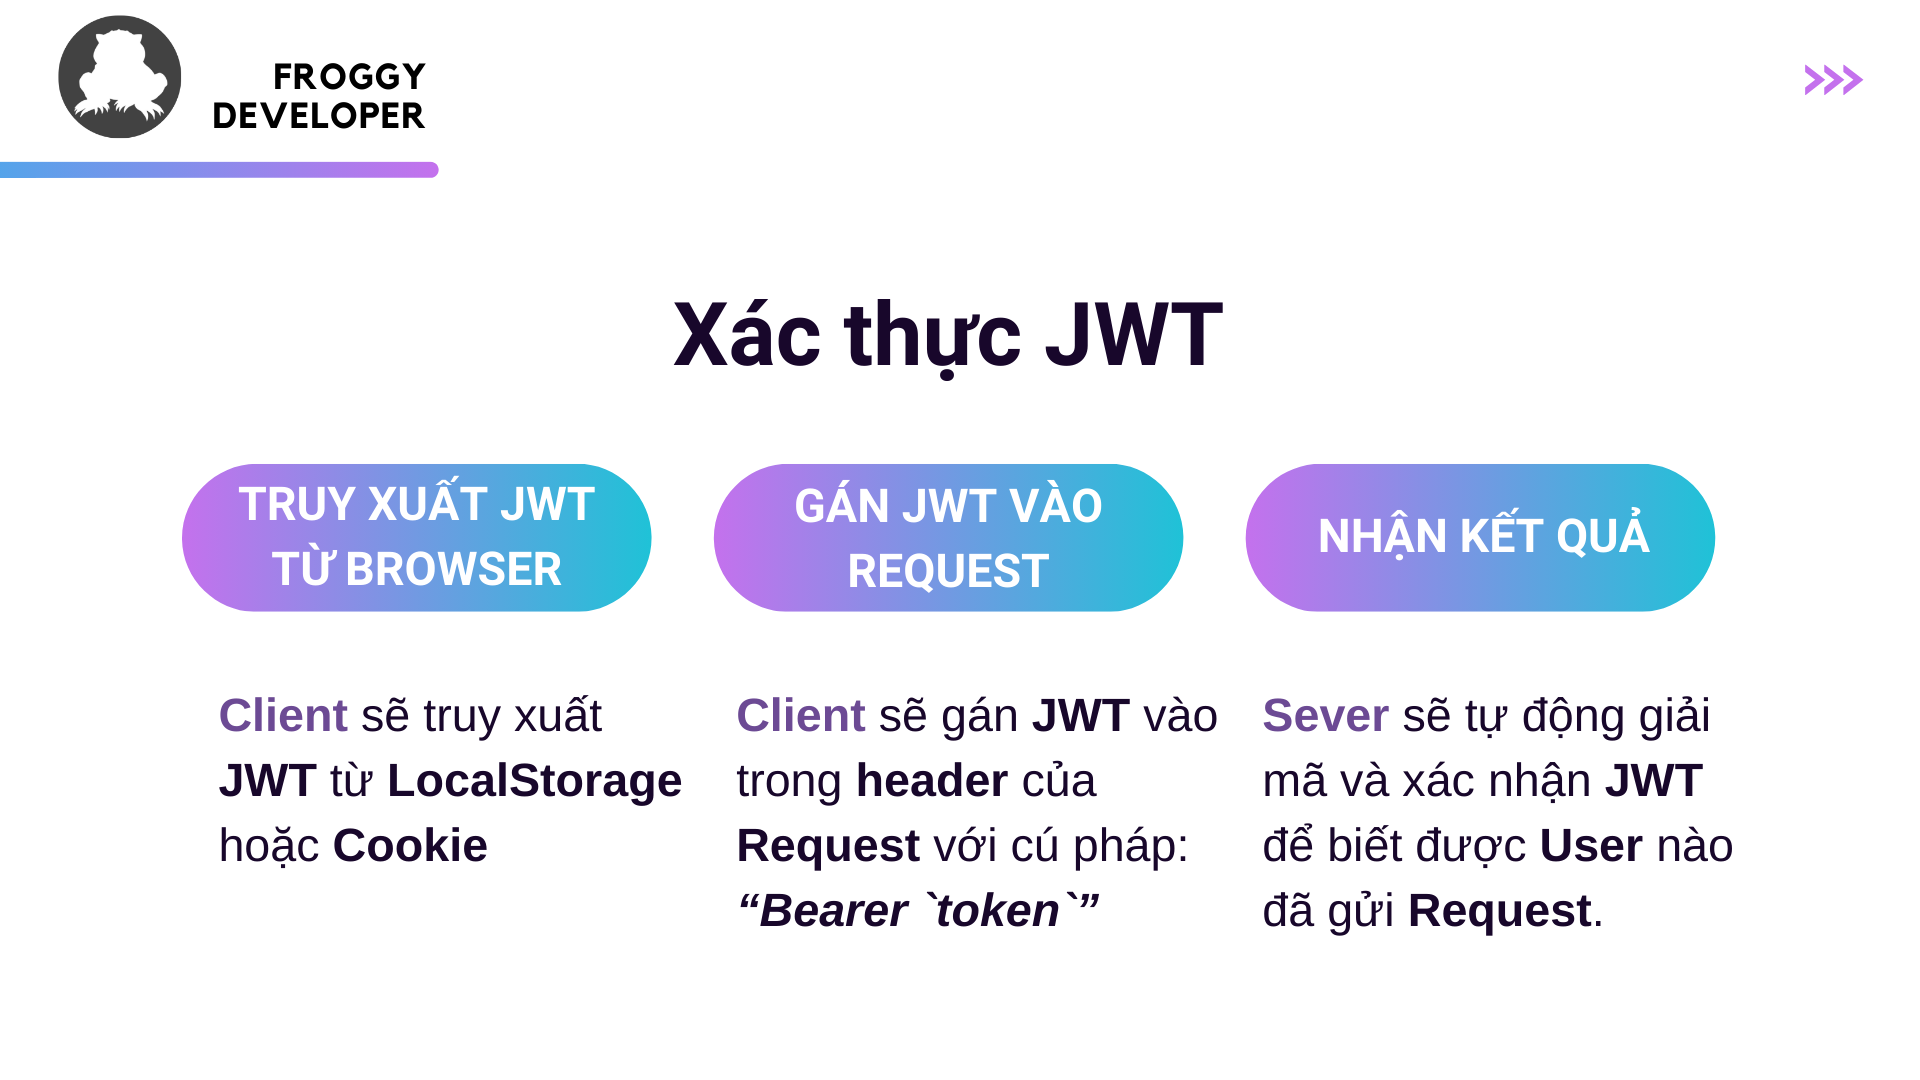 FROGGY
DEVELOPER
Xác thực JWT
TRUY XUẤT JWT
TỪ BROWSER
Client sẽ truy xuất
JWT từ LocalStorage
hoặc Cookie
GÁN JWT VÀO
REQUEST
Client sẽ gán JWT vào
trong header của
Request với cú pháp:
“Bearer `token`”
NHẬN KẾT QUẢ
Sever sẽ tự động giải
mã và xác nhận JWT
để biết được User nào
đã gửi Request.